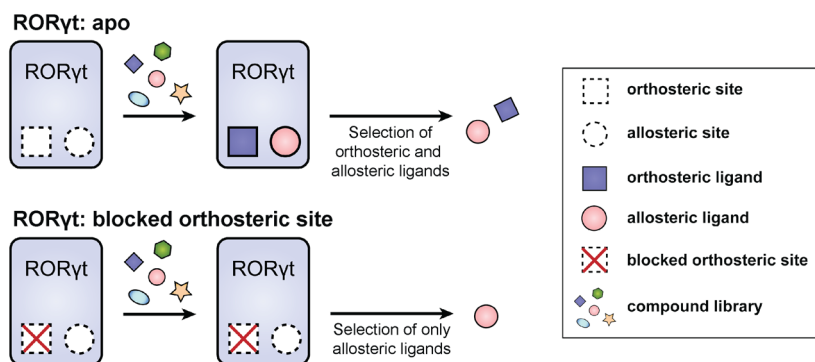 RORγt: apo
RORγt
RORγt
Selection of
orthosteric and
allosteric ligands
RORγt: blocked orthosteric site
RORγt
RORγt
Selection of only
allosteric ligands
orthosteric site
allosteric site
orthosteric ligand
allosteric ligand
blocked orthosteric site
compound library